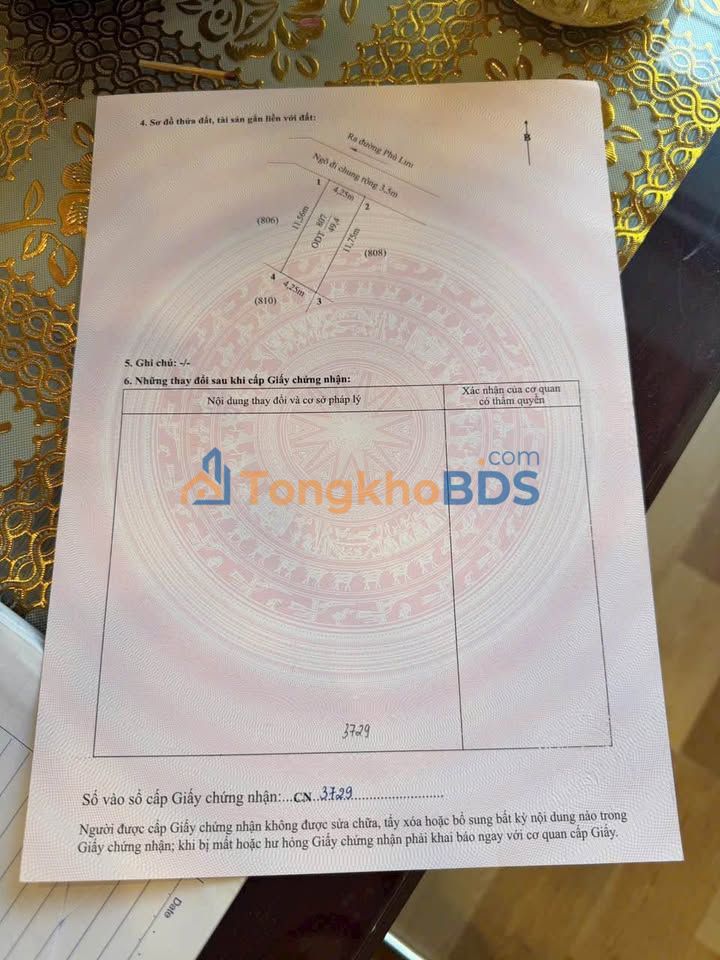 4. Sơ đồ thửa đất, tài sản gắn liền với đất:
B
Ra đường Phú Lưu
Ngõ đi chung rộng 3,5m
1
4,25m
2
(806)
11,56m
ODT 807
49,4
11,75m
(808)
4
4,25m
(810)
3
5. Ghi chú: -/-
6. Những thay đổi sau khi cấp Giấy chứng nhận:
Nội dung thay đổi và cơ sở pháp lý
Xác nhận của cơ quan
có thẩm quyền
TongkhoBDS
.com
3729
Số vào sổ cấp Giấy chứng nhận:...CN..3729
Người được cấp Giấy chứng nhận không được sửa chữa, tẩy xóa hoặc bổ sung bất kỳ nội dung nào trong
Giấy chứng nhận; khi bị mất hoặc hư hỏng Giấy chứng nhận phải khai báo ngay với cơ quan cấp Giấy.
Date